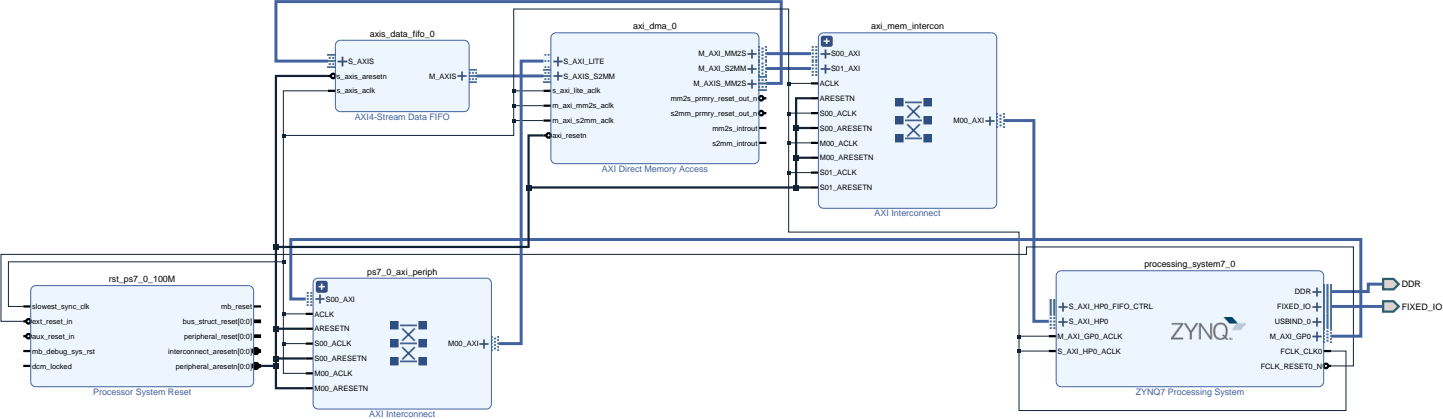 axis_data_fifo_0
S_AXIS
s_axis_aresetn
s_axis_aclk
M_AXIS
AXI4-Stream Data FIFO
axi_dma_0
S_AXI_LITE
S_AXIS_S2MM
s_axi_lite_aclk
m_axi_mm2s_aclk
m_axi_s2mm_aclk
axi_resetn
M_AXI_MM2S
M_AXI_S2MM
M_AXIS_MM2S
mm2s_prmry_reset_out_n
s2mm_prmry_reset_out_n
mm2s_introut
s2mm_introut
AXI Direct Memory Access
axi_mem_intercon
S00_AXI
S01_AXI
ACLK
ARESETN
S00_ACLK
S00_ARESETN
M00_ACLK
M00_ARESETN
S01_ACLK
S01_ARESETN
M00_AXI
AXI Interconnect
rst_ps7_0_100M
slowest_sync_clk
ext_reset_in
aux_reset_in
mb_debug_sys_rst
dcm_locked
mb_reset
bus_struct_reset[0:0]
peripheral_reset[0:0]
interconnect_aresetn[0:0]
peripheral_aresetn[0:0]
Processor System Reset
ps7_0_axi_periph
S00_AXI
ACLK
ARESETN
S00_ACLK
S00_ARESETN
M00_ACLK
M00_ARESETN
M00_AXI
AXI Interconnect
processing_system7_0
S_AXI_HP0_FIFO_CTRL
S_AXI_HP0
M_AXI_GP0_ACLK
S_AXI_HP0_ACLK
ZYNQ
DDR
FIXED_IO
USBIND_0
M_AXI_GP0
FCLK_CLK0
FCLK_RESET0_N
ZYNQ7 Processing System
DDR
FIXED_IO